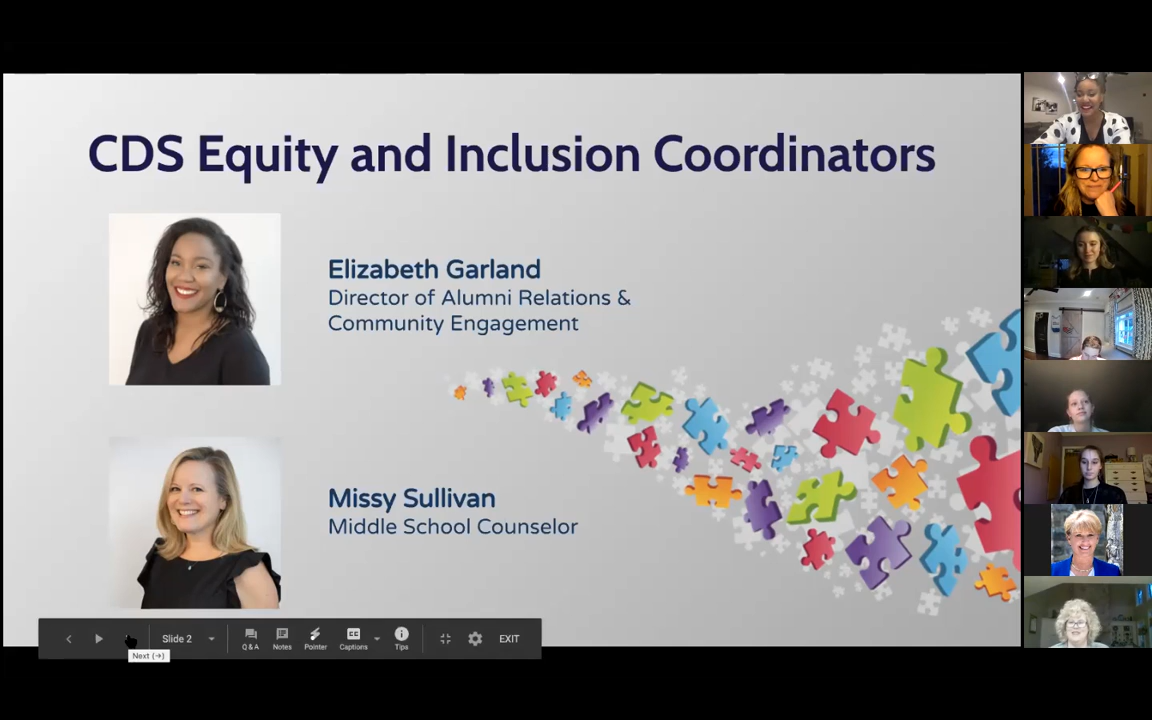 CDS Equity and Inclusion Coordinators
Elizabeth Garland
Director of Alumni Relations &
Community Engagement
Missy Sullivan
Middle School Counselor
Slide 2
Q & A
Notes
Pointer
CC
Captions
Tips
EXIT
Next (→)